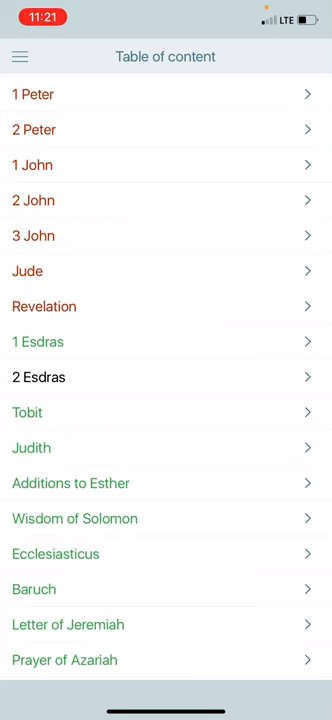 11:21
LTE
Table of content
1 Peter
2 Peter
1 John
2 John
3 John
Jude
Revelation
1 Esdras
2 Esdras
Tobit
Judith
Additions to Esther
Wisdom of Solomon
Ecclesiasticus
Baruch
Letter of Jeremiah
Prayer of Azariah